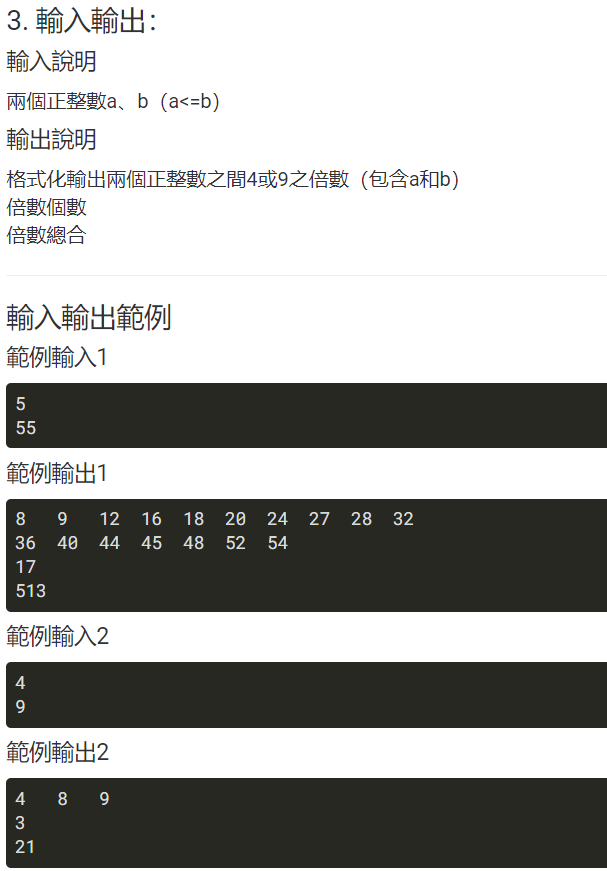 3. 輸入輸出：
輸入說明
兩個正整數a、b（a<=b）
輸出說明
格式化輸出兩個正整數之間4或9之倍數（包含a和b）
倍數個數
倍數總合
輸入輸出範例
範例輸入1
5
55
範例輸出1
8   9   12  16  18  20  24  27  28  32
36  40  44  45  48  52  54
17
513
範例輸入2
4
9
範例輸出2
4   8   9
3
21